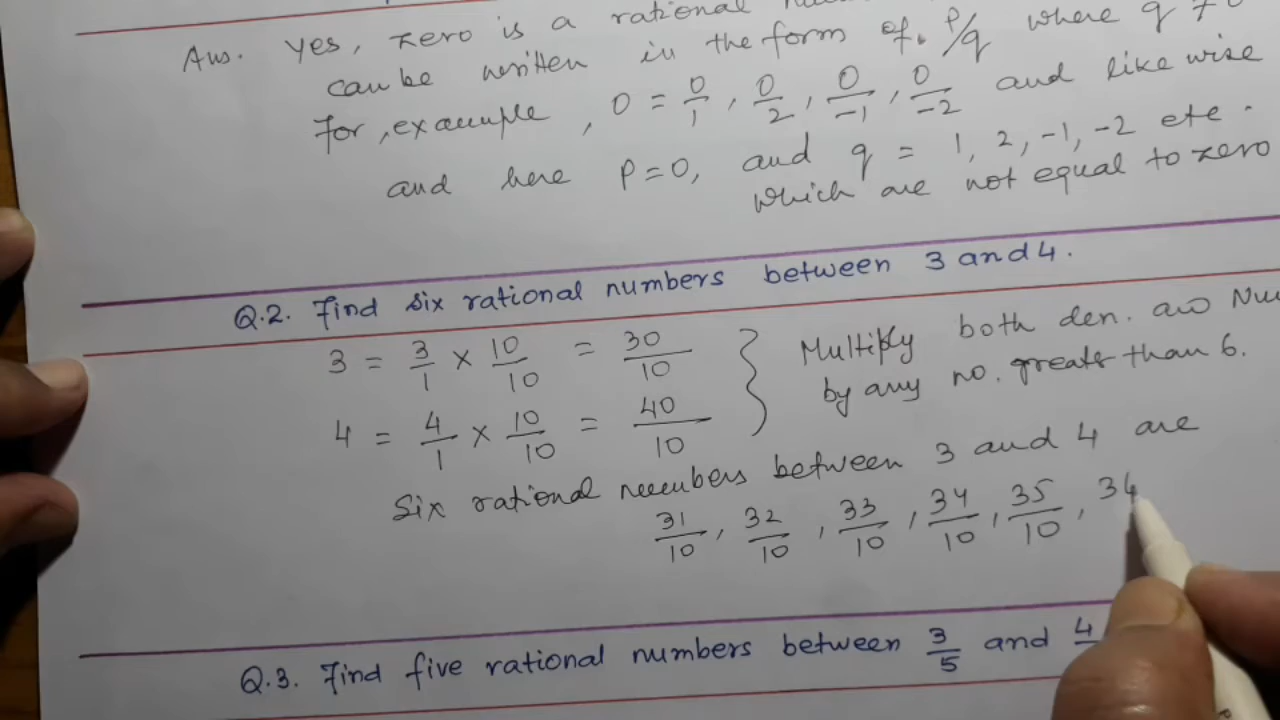 Ans. Yes, zero is a rational
can be written in the form of. P/q where q ≠ 0
for, example, 0 = 0/1, 0/2, 0/-1, 0/-2 and like wise
and here P=0, and q = 1, 2, -1, -2 etc.
which are not equal to zero
Q.2. Find six rational numbers between 3 and 4.
3 = 3/1 × 10/10 = 30/10 } Multiply both den. and
4 = 4/1 × 10/10 = 40/10 by any no. greater than 6.
Six rational numbers between 3 and 4 are
31/10, 32/10, 33/10, 34/10, 35/10, 34
Q.3. Find five rational numbers between 3/5 and 4